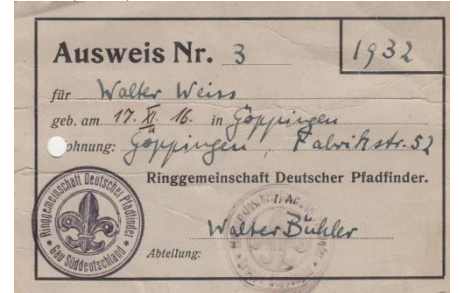 Ausweis Nr. 3
1932
für Walter Weiss
geb. am 17. XI. 16. in Göppingen
ohnung: Göppingen, Fabrikstr. 52
Ringgemeinschaft Deutscher Pfadfinder.
I. A.
Walter Bühler
Abteilung:
Ringgemeinschaft Deutscher Pfadfinder
Gau Süddeutschland